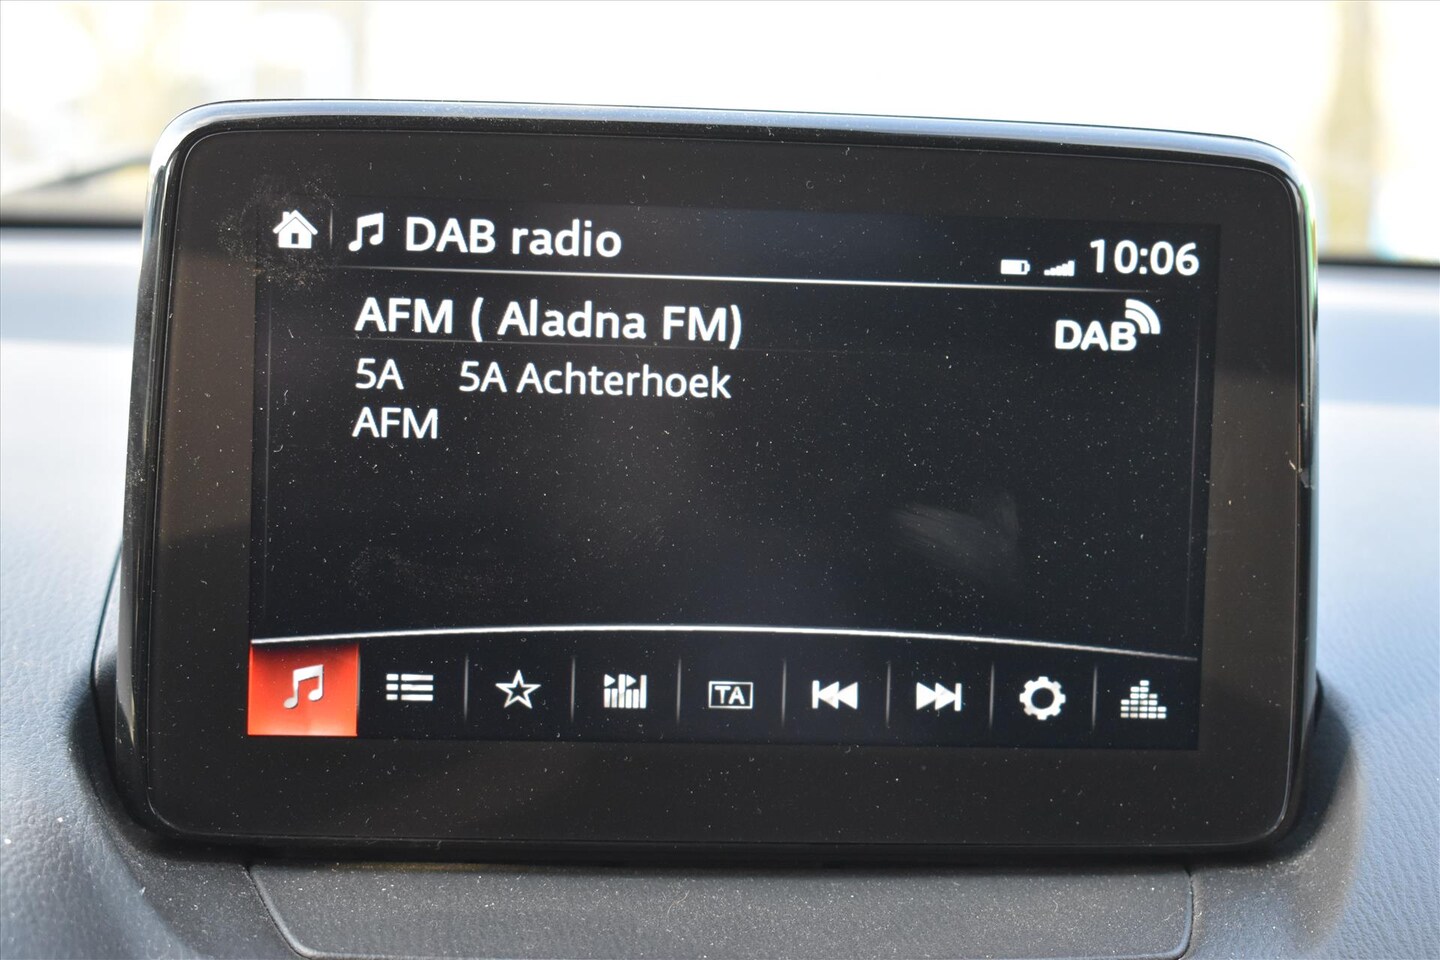 DAB radio
10:06
AFM ( Aladna FM)
DAB
5A 5A Achterhoek
AFM
TA